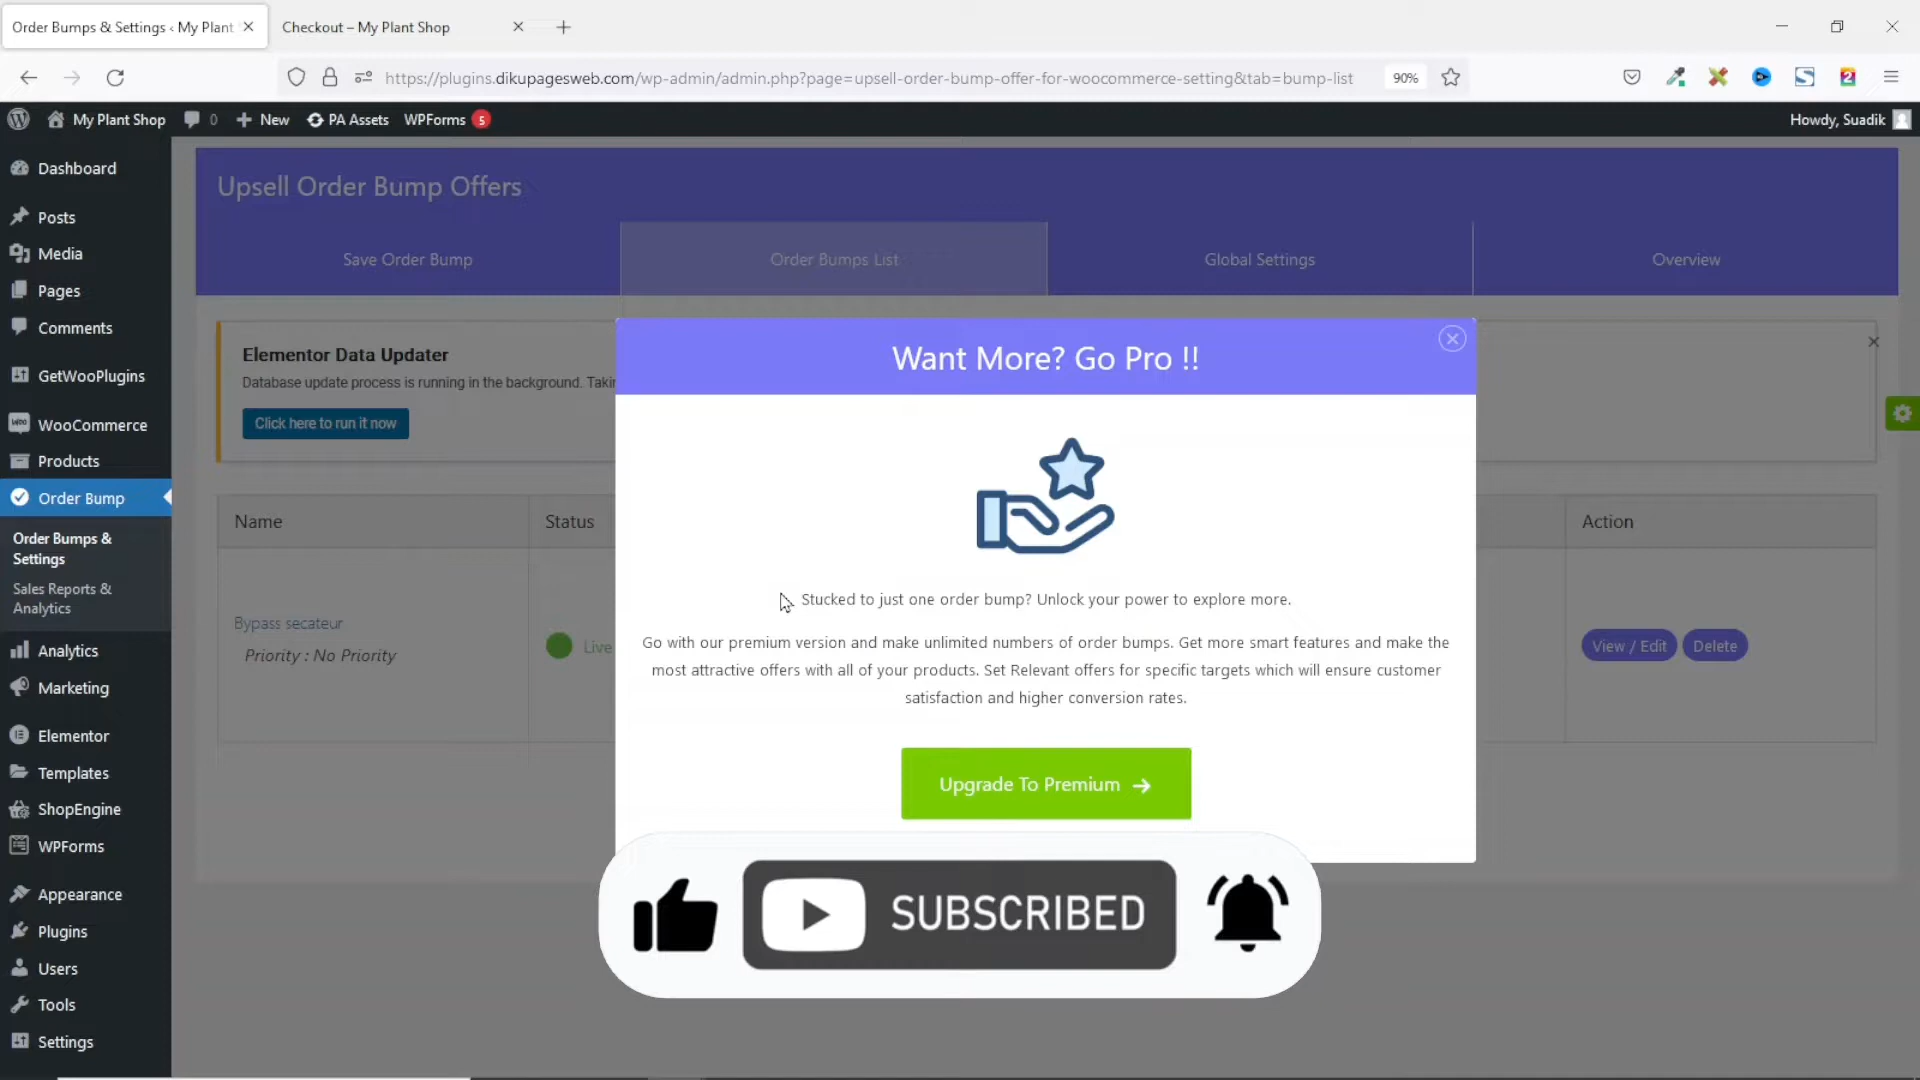 Order Bumps & Settings ‹ My Plant
Checkout – My Plant Shop
https://plugins.dikupagesweb.com/wp-admin/admin.php?page=upsell-order-bump-offer-for-woocommerce-setting&tab=bump-list
90%
2
My Plant Shop
0
New
PA Assets
WPForms 5
Howdy, Suadik
Dashboard
Posts
Media
Pages
Comments
GetWooPlugins
WooCommerce
Products
Order Bump
Order Bumps &
Settings
Sales Reports &
Analytics
Analytics
Marketing
Elementor
Templates
ShopEngine
WPForms
Appearance
Plugins
Users
Tools
Settings
Upsell Order Bump Offers
Save Order Bump
Order Bumps List
Global Settings
Overview
Elementor Data Updater
Database update process is running in the background.
Click here to run it now
Name
Status
Action
Bypass secateur
Priority : No Priority
Live
View / Edit
Delete
Want More? Go Pro !!
Stucked to just one order bump? Unlock your power to explore more.
Go with our premium version and make unlimited numbers of order bumps. Get more smart features and make the
most attractive offers with all of your products. Set Relevant offers for specific targets which will ensure customer
satisfaction and higher conversion rates.
Upgrade To Premium →
SUBSCRIBED